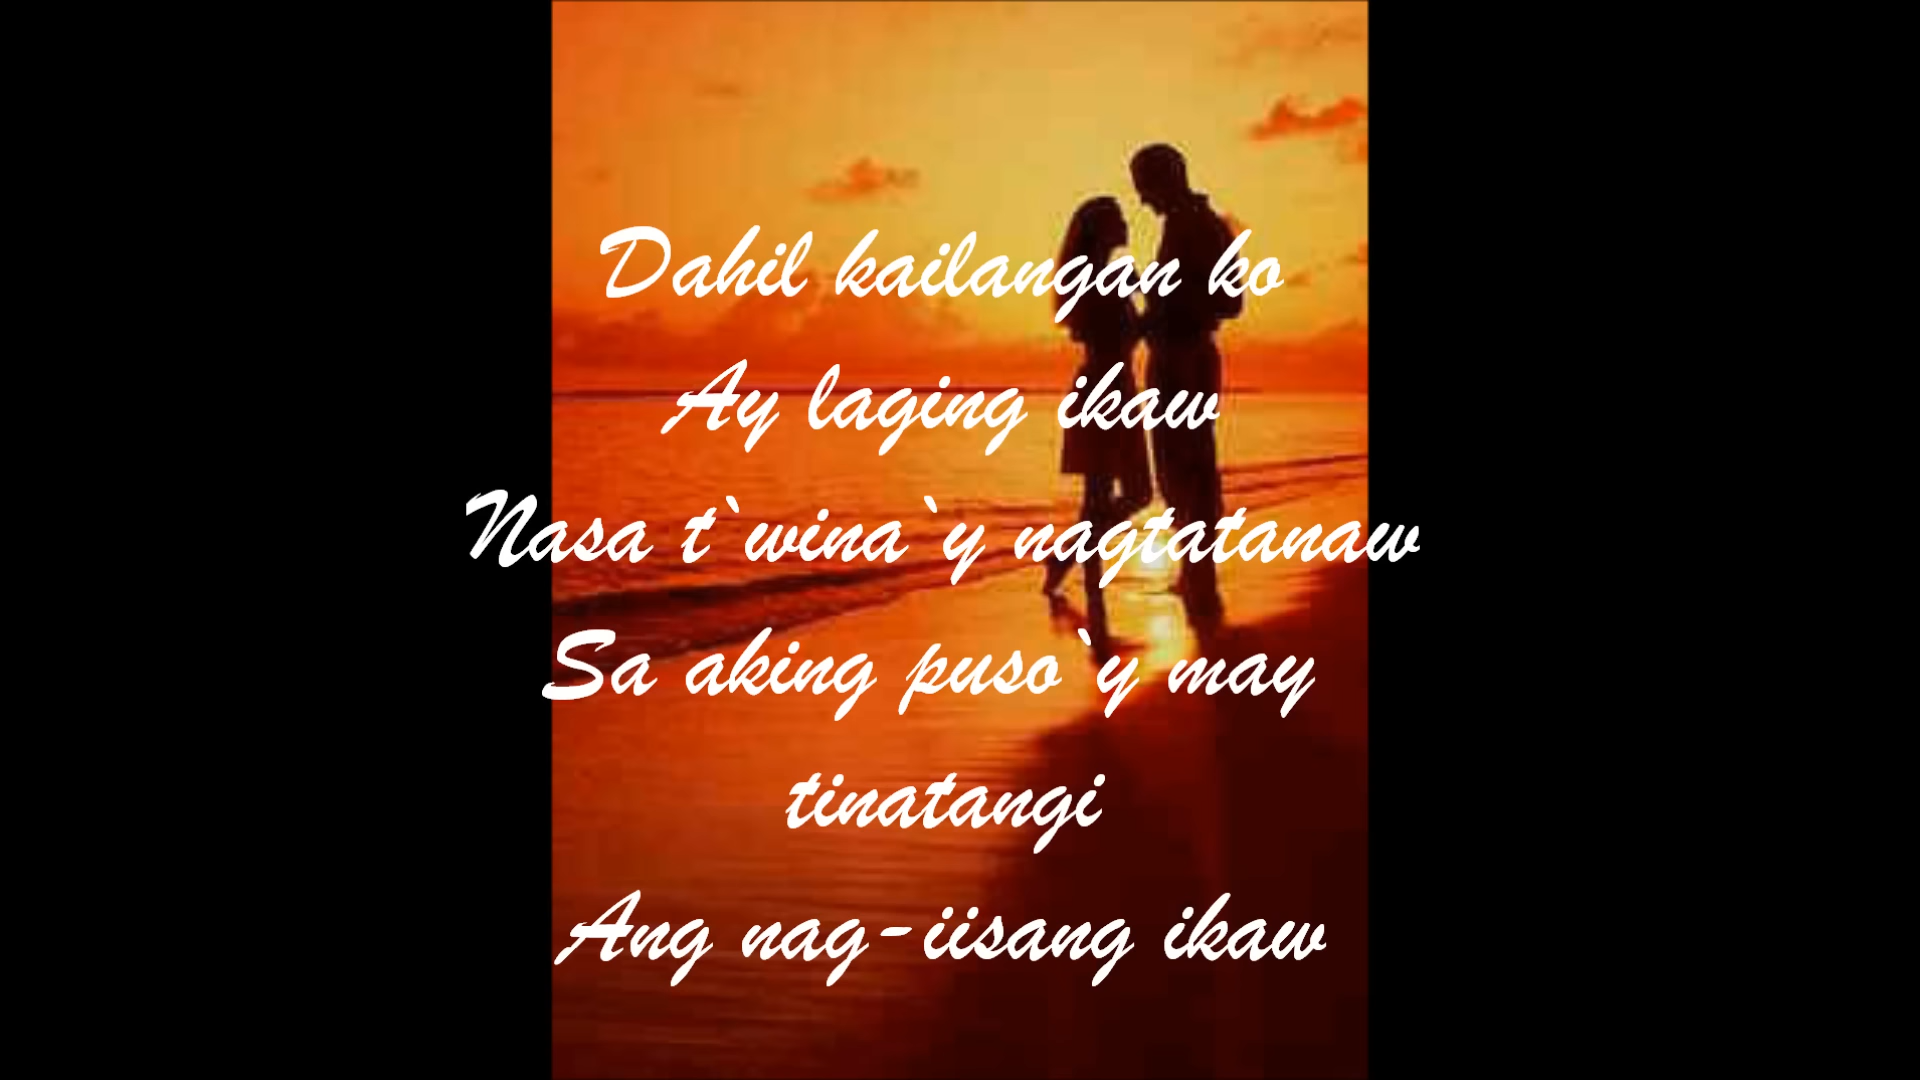 Dahil kailangan ko
Ay laging ikaw
Nasa t`wina`y nagtatanaw
Sa aking puso`y may
tinatangi
Ang nag-iisang ikaw